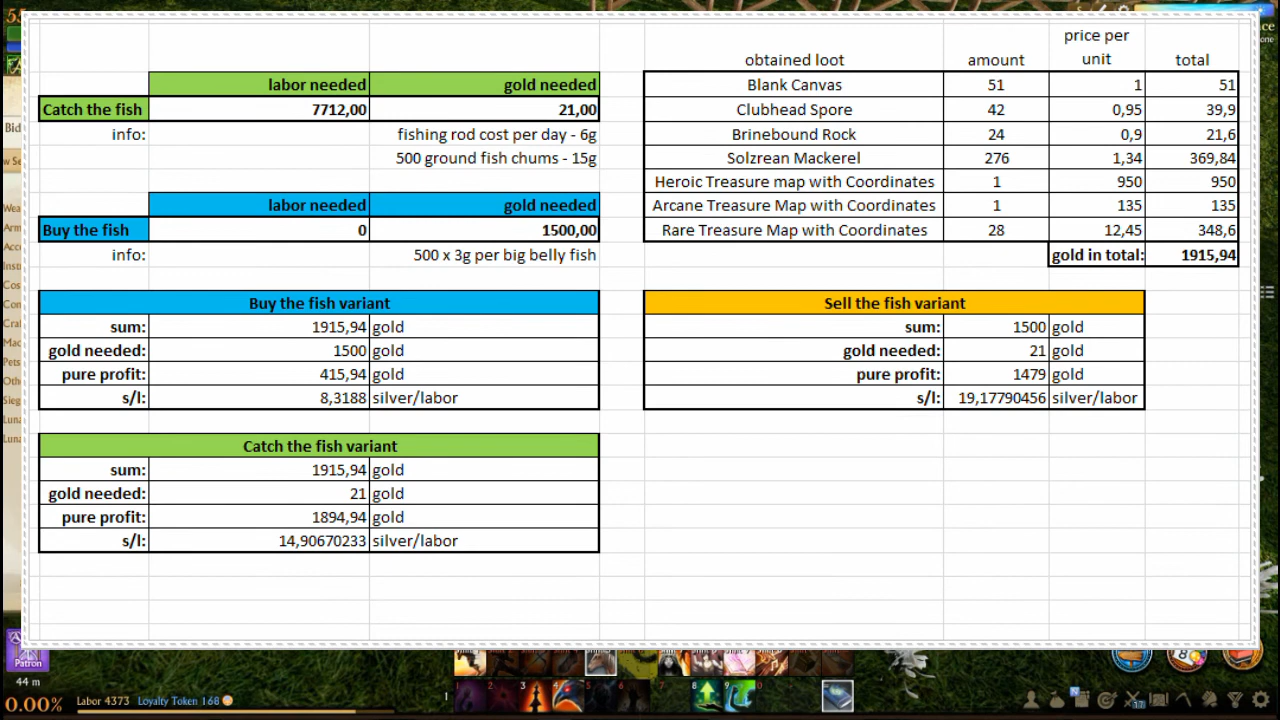 labor needed gold needed
Catch the fish 7712,00 21,00
info: fishing rod cost per day - 6g
500 ground fish chums - 15g
labor needed gold needed
Buy the fish 0 1500,00
info: 500 x 3g per big belly fish
obtained loot amount price per unit total
Blank Canvas 51 1 51
Clubhead Spore 42 0,95 39,9
Brinebound Rock 24 0,9 21,6
Solzrean Mackerel 276 1,34 369,84
Heroic Treasure map with Coordinates 1 950 950
Arcane Treasure Map with Coordinates 1 135 135
Rare Treasure Map with Coordinates 28 12,45 348,6
gold in total: 1915,94
Buy the fish variant
sum: 1915,94 gold
gold needed: 1500 gold
pure profit: 415,94 gold
s/l: 8,3188 silver/labor
Sell the fish variant
sum: 1500 gold
gold needed: 21 gold
pure profit: 1479 gold
s/l: 19,17790456 silver/labor
Catch the fish variant
sum: 1915,94 gold
gold needed: 21 gold
pure profit: 1894,94 gold
s/l: 14,90670233 silver/labor
Patron
44 m
0.00% Labor 4373 Loyalty Token 168